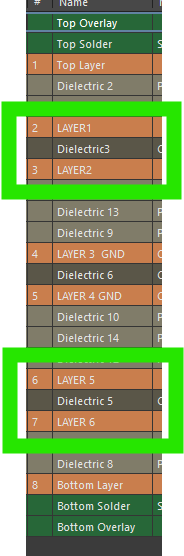 # Name
Top Overlay
Top Solder S
1 Top Layer
Dielectric 2 P
2 LAYER1
Dielectric3
3 LAYER2
Dielectric 13 P
Dielectric 9 P
4 LAYER 3 GND
Dielectric 6
5 LAYER 4 GND
Dielectric 10 P
Dielectric 14 P
6 LAYER 5
Dielectric 5
7 LAYER 6
Dielectric 8 P
8 Bottom Layer
Bottom Solder S
Bottom Overlay